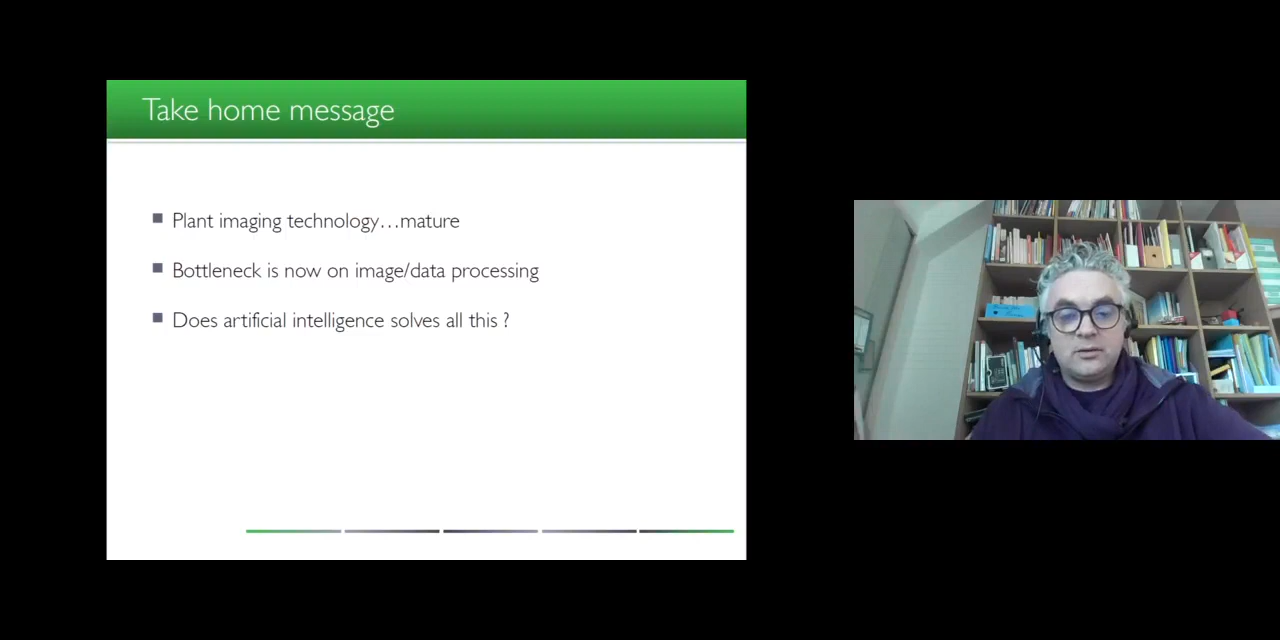 Take home message
Plant imaging technology…mature
Bottleneck is now on image/data processing
Does artificial intelligence solves all this ?